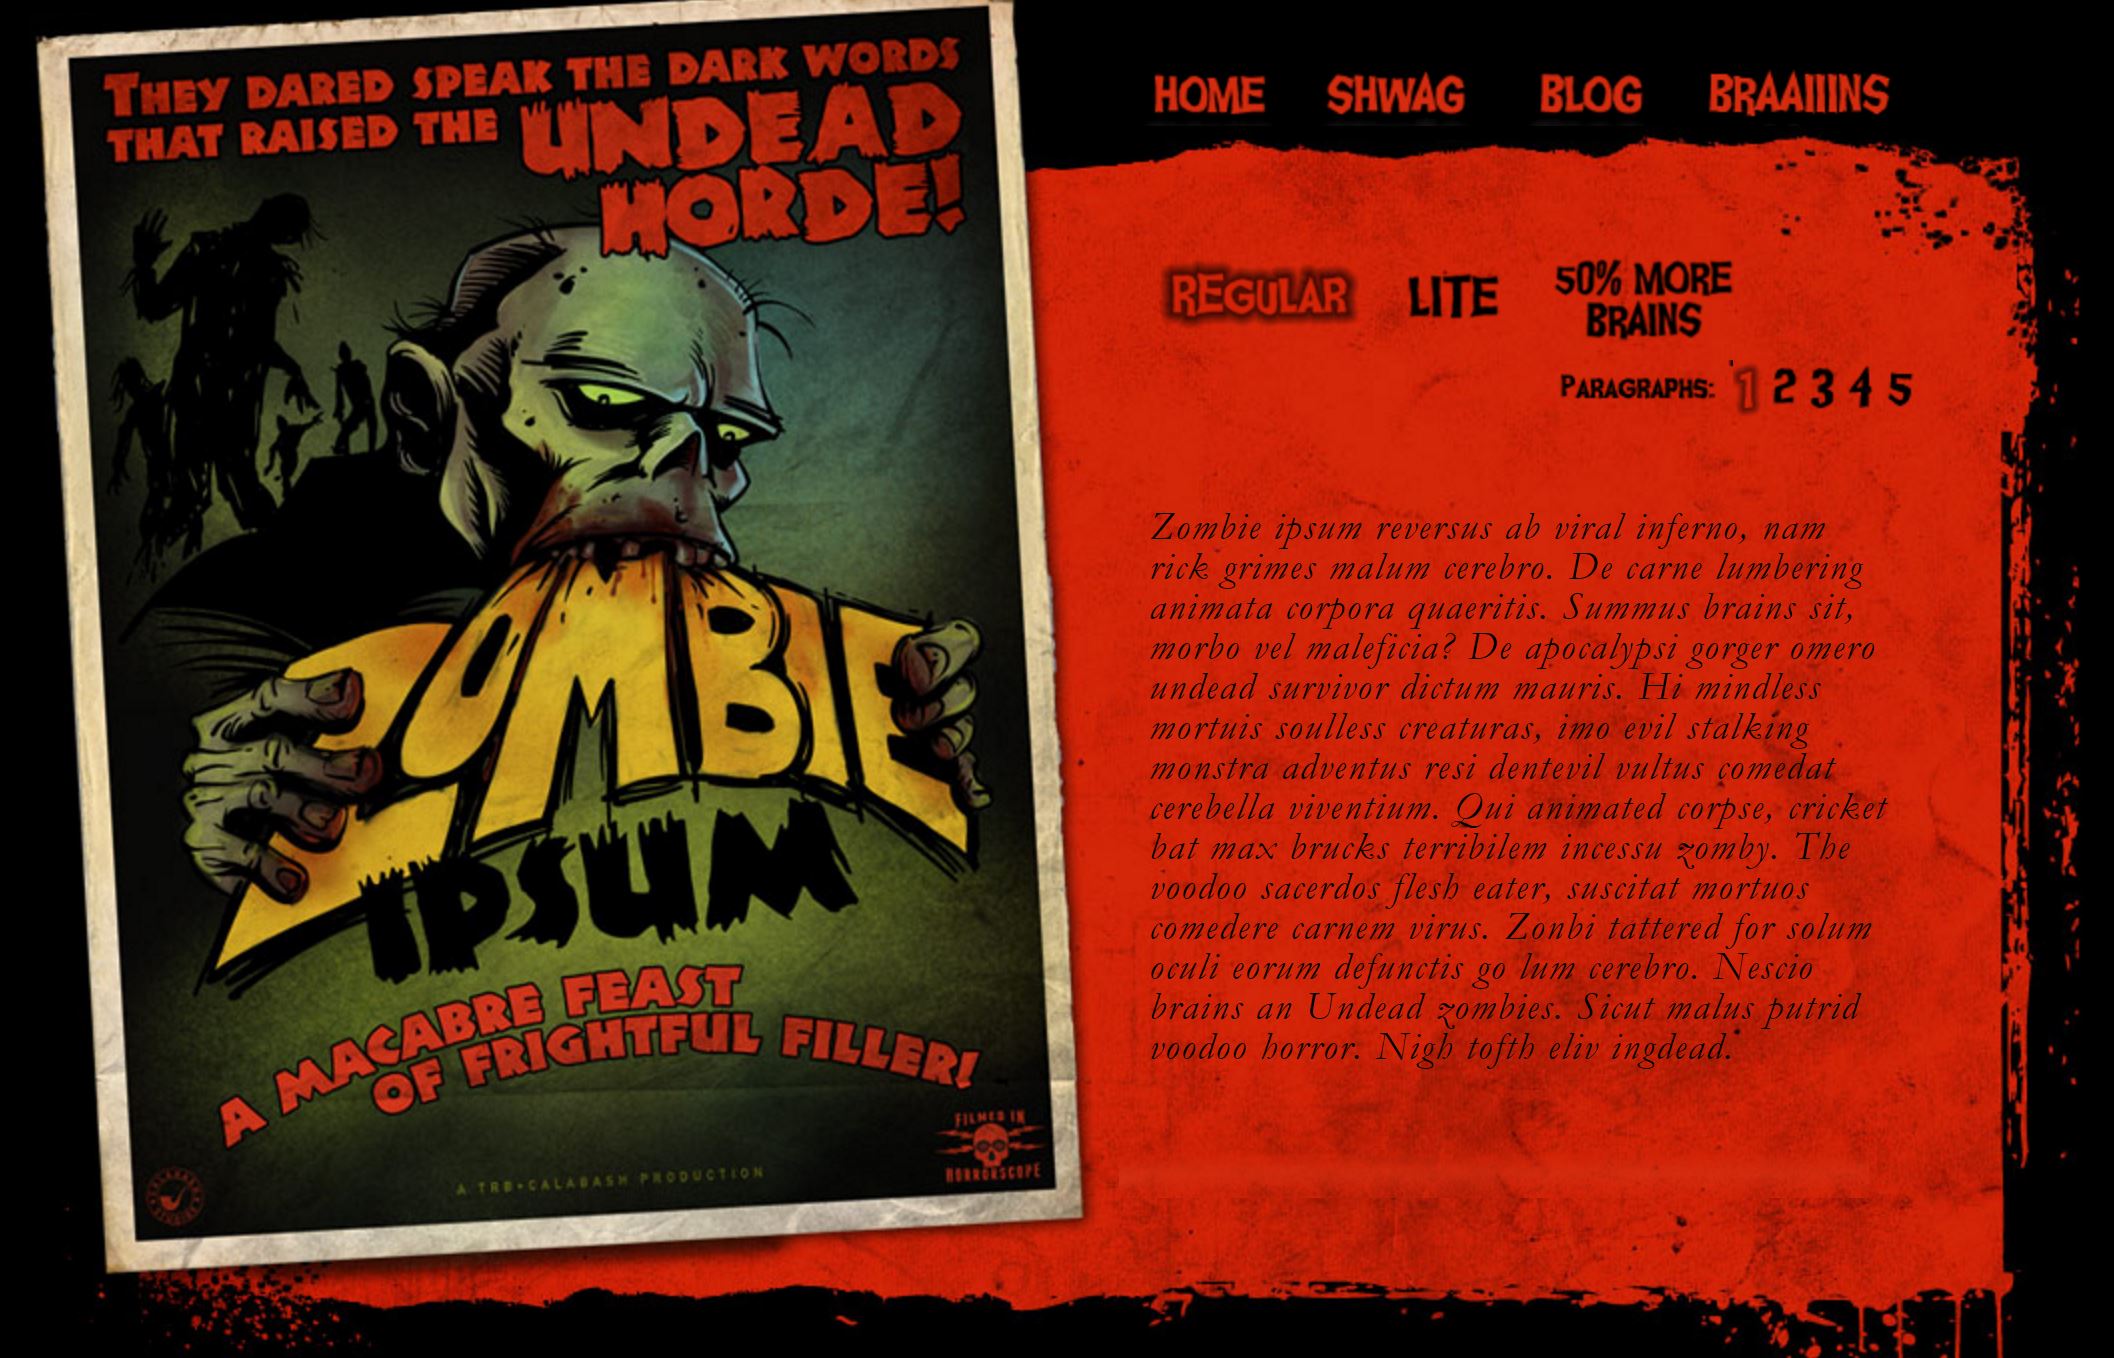 THEY DARED SPEAK THE DARK WORDS
THAT RAISED THE UNDEAD
HORDE!
ZOMBIE
IPSUM
A MACABRE FEAST
OF FRIGHTFUL FILLER!
FILMED IN
HORRORSCOPE
A TRB+CALABASH PRODUCTION
HOME SHWAG BLOG BRAAIIINS
REGULAR LITE 50% MORE
BRAINS
PARAGRAPHS: 1 2 3 4 5
Zombie ipsum reversus ab viral inferno, nam
rick grimes malum cerebro. De carne lumbering
animata corpora quaeritis. Summus brains sit,
morbo vel maleficia? De apocalypsi gorger omero
undead survivor dictum mauris. Hi mindless
mortuis soulless creaturas, imo evil stalking
monstra adventus resi dentevil vultus comedat
cerebella viventium. Qui animated corpse, cricket
bat max brucks terribilem incessu zomby. The
voodoo sacerdos flesh eater, suscitat mortuos
comedere carnem virus. Zonbi tattered for solum
oculi eorum defunctis go lum cerebro. Nescio
brains an Undead zombies. Sicut malus putrid
voodoo horror. Nigh tofth eliv ingdead.